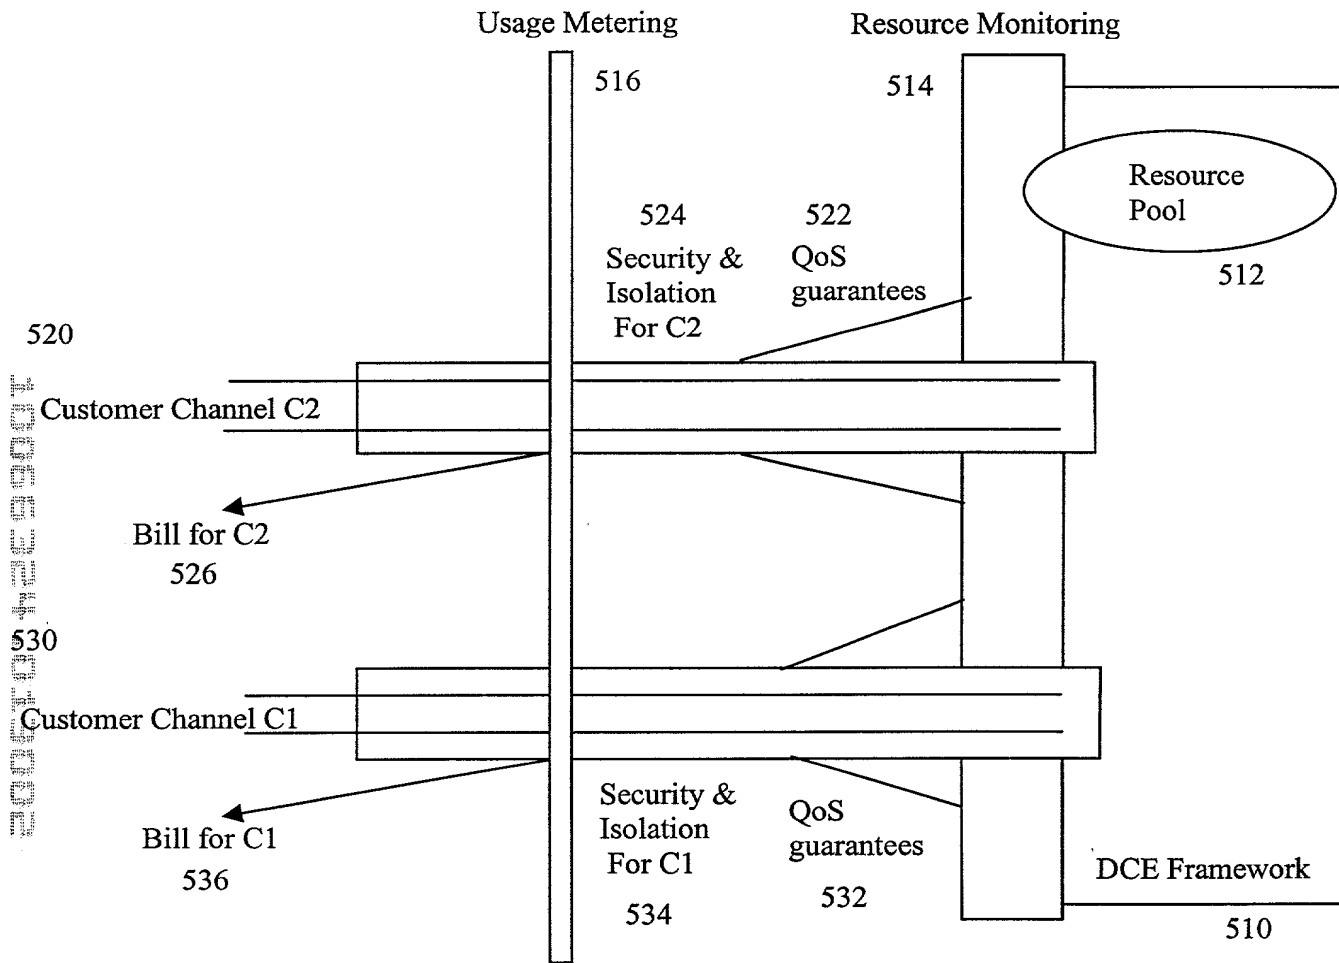 Usage Metering
Resource Monitoring
516
514
Resource
Pool
512
524
522
Security &
Isolation
For C2
QoS
guarantees
520
Customer Channel C2
Bill for C2
526
530
Customer Channel C1
Bill for C1
536
Security &
Isolation
For C1
534
QoS
guarantees
532
DCE Framework
510